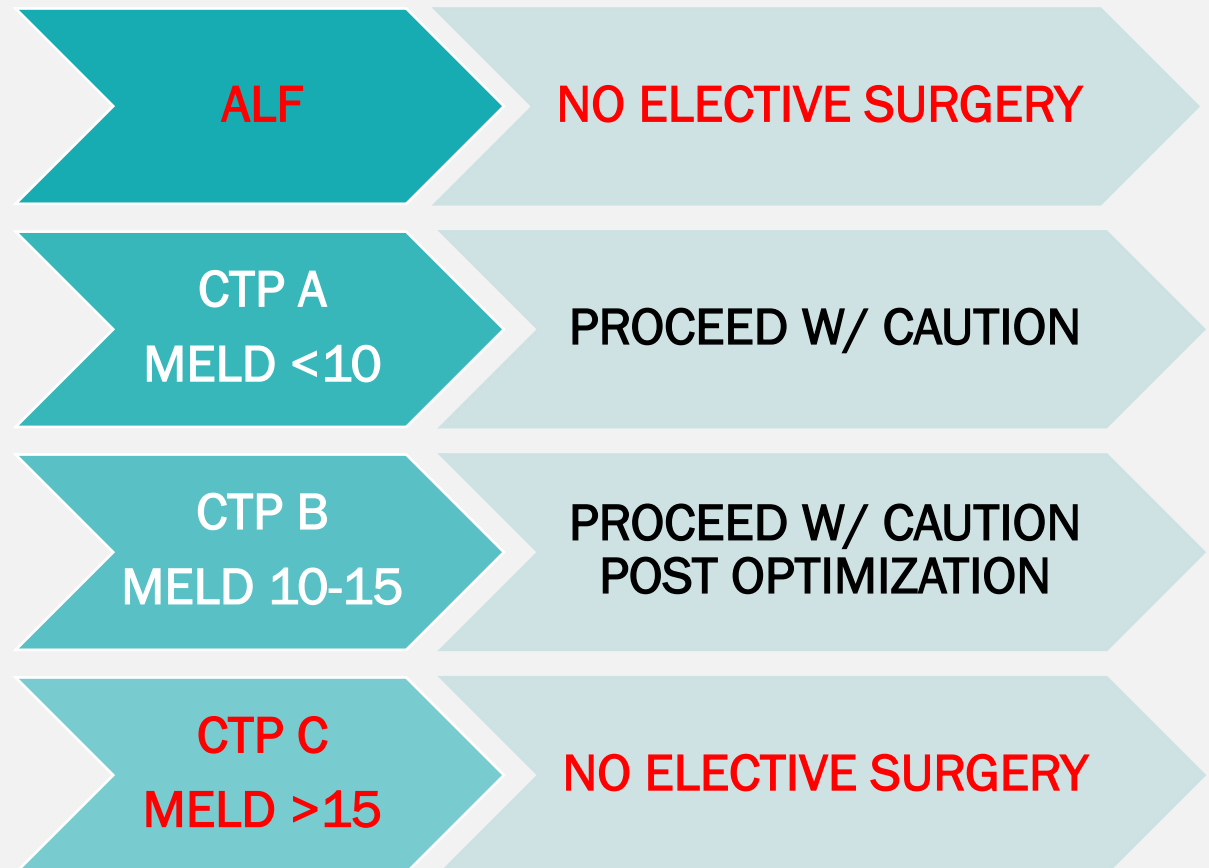 ALF
NO ELECTIVE SURGERY
CTP A
MELD <10
PROCEED W/ CAUTION
CTP B
MELD 10-15
PROCEED W/ CAUTION
POST OPTIMIZATION
CTP C
MELD >15
NO ELECTIVE SURGERY